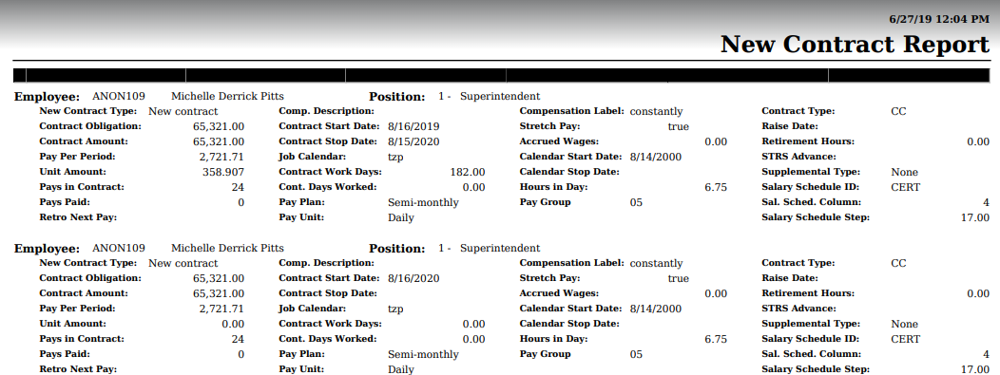 6/27/19 12:04 PM
New Contract Report
Employee: ANON109 Michelle Derrick Pitts Position: 1 - Superintendent
New Contract Type: New contract Comp. Description: Compensation Label: constantly Contract Type: CC
Contract Obligation: 65,321.00 Contract Start Date: 8/16/2019 Stretch Pay: true Raise Date:
Contract Amount: 65,321.00 Contract Stop Date: 8/15/2020 Accrued Wages: 0.00 Retirement Hours: 0.00
Pay Per Period: 2,721.71 Job Calendar: tzp Calendar Start Date: 8/14/2000 STRS Advance:
Unit Amount: 358.907 Contract Work Days: 182.00 Calendar Stop Date: Supplemental Type: None
Pays in Contract: 24 Cont. Days Worked: 0.00 Hours in Day: 6.75 Salary Schedule ID: CERT
Pays Paid: 0 Pay Plan: Semi-monthly Pay Group 05 Sal. Sched. Column: 4
Retro Next Pay: Pay Unit: Daily Salary Schedule Step: 17.00
Employee: ANON109 Michelle Derrick Pitts Position: 1 - Superintendent
New Contract Type: New contract Comp. Description: Compensation Label: constantly Contract Type: CC
Contract Obligation: 65,321.00 Contract Start Date: 8/16/2020 Stretch Pay: true Raise Date:
Contract Amount: 65,321.00 Contract Stop Date: Accrued Wages: 0.00 Retirement Hours: 0.00
Pay Per Period: 2,721.71 Job Calendar: tzp Calendar Start Date: 8/14/2000 STRS Advance:
Unit Amount: 0.00 Contract Work Days: 0.00 Calendar Stop Date: Supplemental Type: None
Pays in Contract: 24 Cont. Days Worked: 0.00 Hours in Day: 6.75 Salary Schedule ID: CERT
Pays Paid: 0 Pay Plan: Semi-monthly Pay Group 05 Sal. Sched. Column: 4
Retro Next Pay: Pay Unit: Daily Salary Schedule Step: 17.00